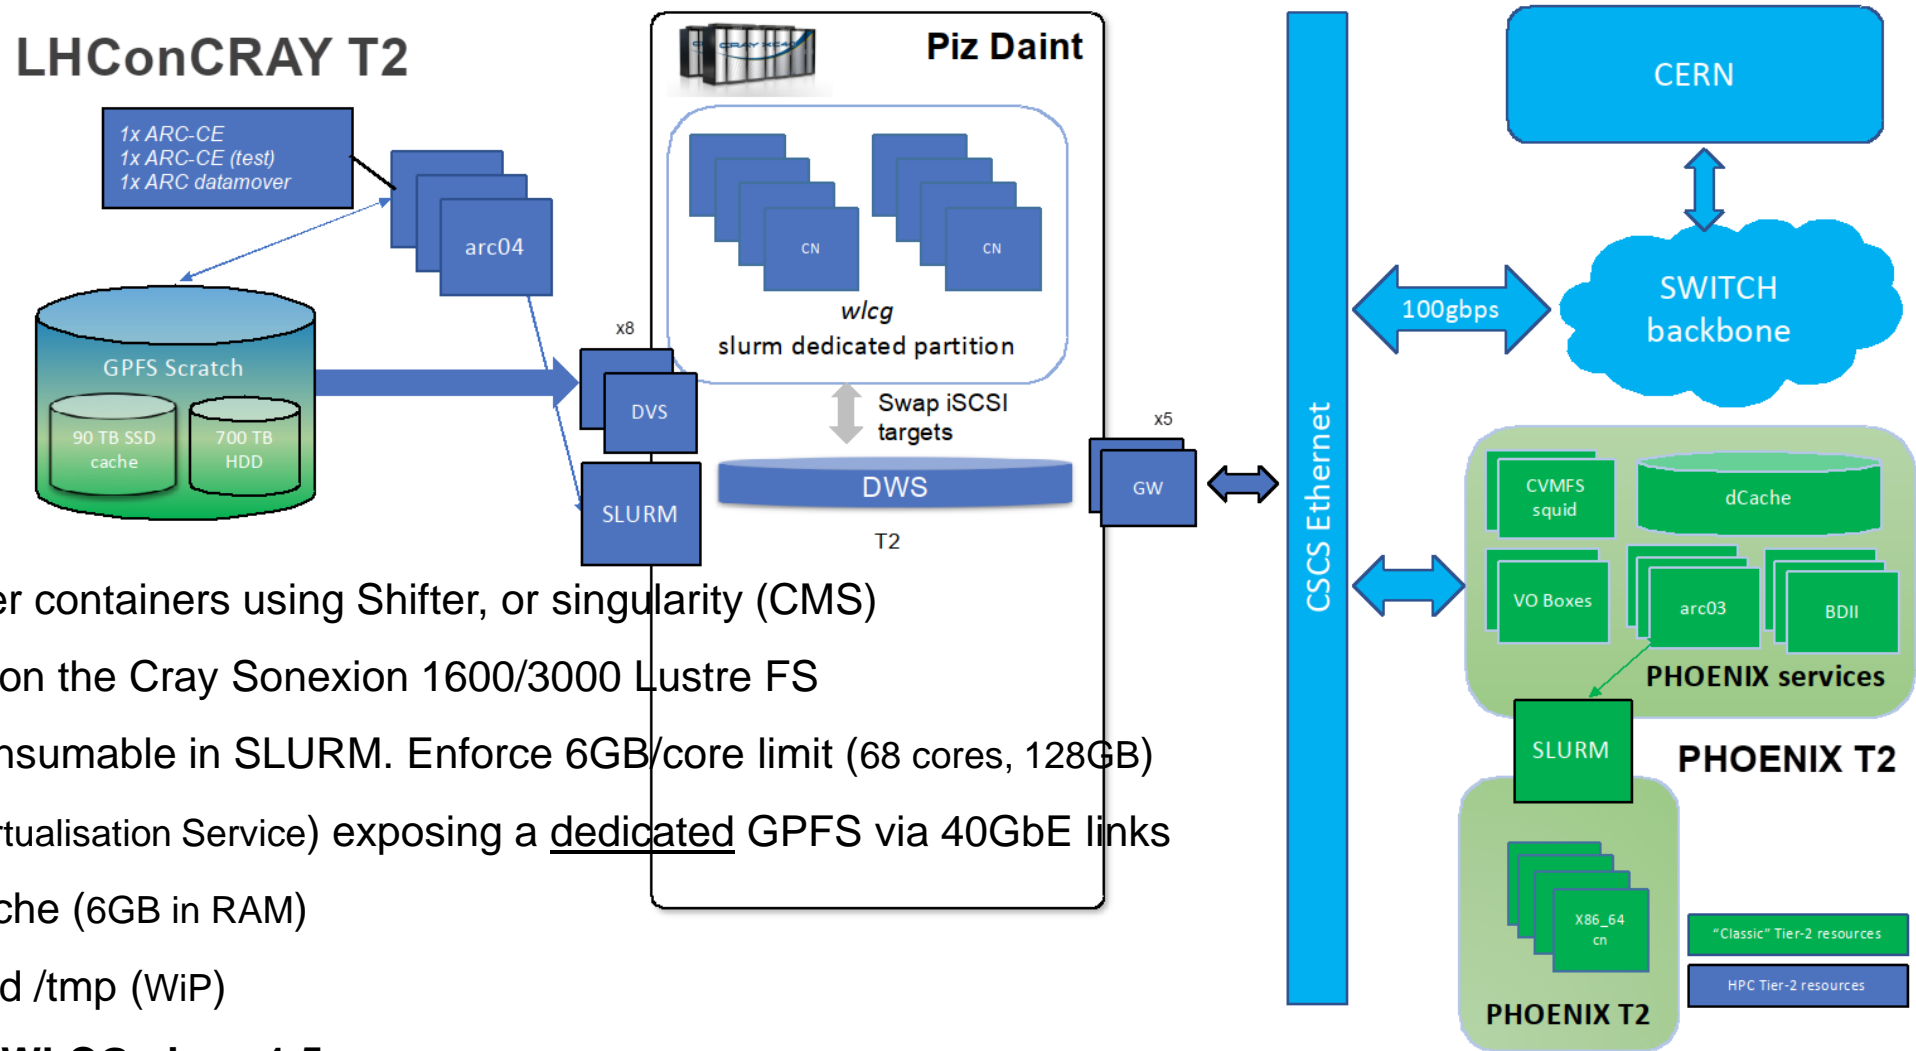 LHConCRAY T2
1x ARC-CE
1x ARC-CE (test)
1x ARC datamover
arc04
GPFS Scratch
90 TB SSD
cache
700 TB
HDD
x8
DVS
SLURM
CRAY XC40
Piz Daint
CN
CN
wlcg
slurm dedicated partition
Swap iSCSI
targets
DWS
T2
x5
GW
CSCS Ethernet
CERN
100gbps
SWITCH
backbone
CVMFS
squid
dCache
VO Boxes
arc03
BDII
PHOENIX services
SLURM
PHOENIX T2
X86_64
cn
PHOENIX T2
"Classic" Tier-2 resources
HPC Tier-2 resources
er containers using Shifter, or singularity (CMS)
on the Cray Sonexion 1600/3000 Lustre FS
nsumable in SLURM. Enforce 6GB/core limit (68 cores, 128GB)
rtualisation Service) exposing a dedicated GPFS via 40GbE links
che (6GB in RAM)
d /tmp (WiP)